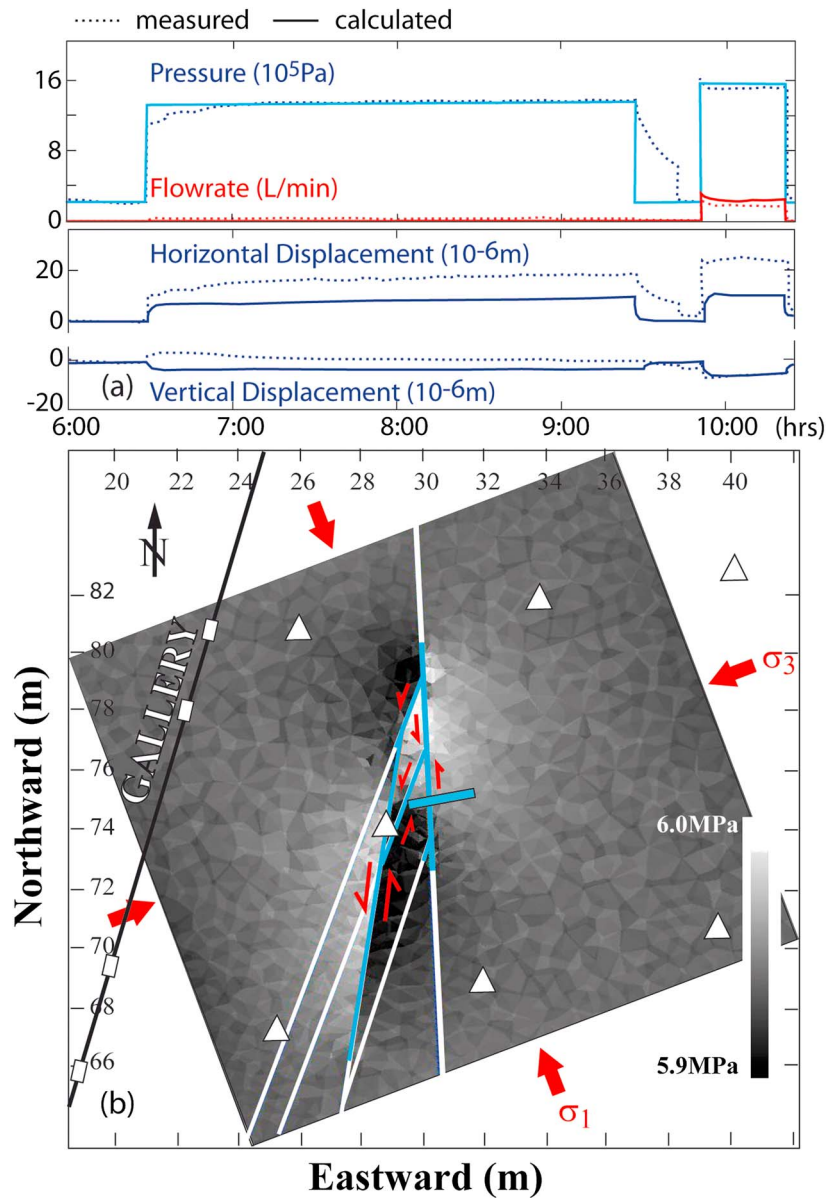 measured calculated
16
8
0
Pressure (10⁵Pa)
Flowrate (L/min)
20
0
Horizontal Displacement (10-6m)
0
-20
(a)
Vertical Displacement (10-6m)
6:00 7:00 8:00 9:00 10:00 (hrs)
20 22 24 26 28 30 32 34 36 38 40
N
82
80
78
76
74
72
70
68
66
GALLERY
σ3
6.0MPa
5.9MPa
(b)
σ1
Northward (m)
Eastward (m)